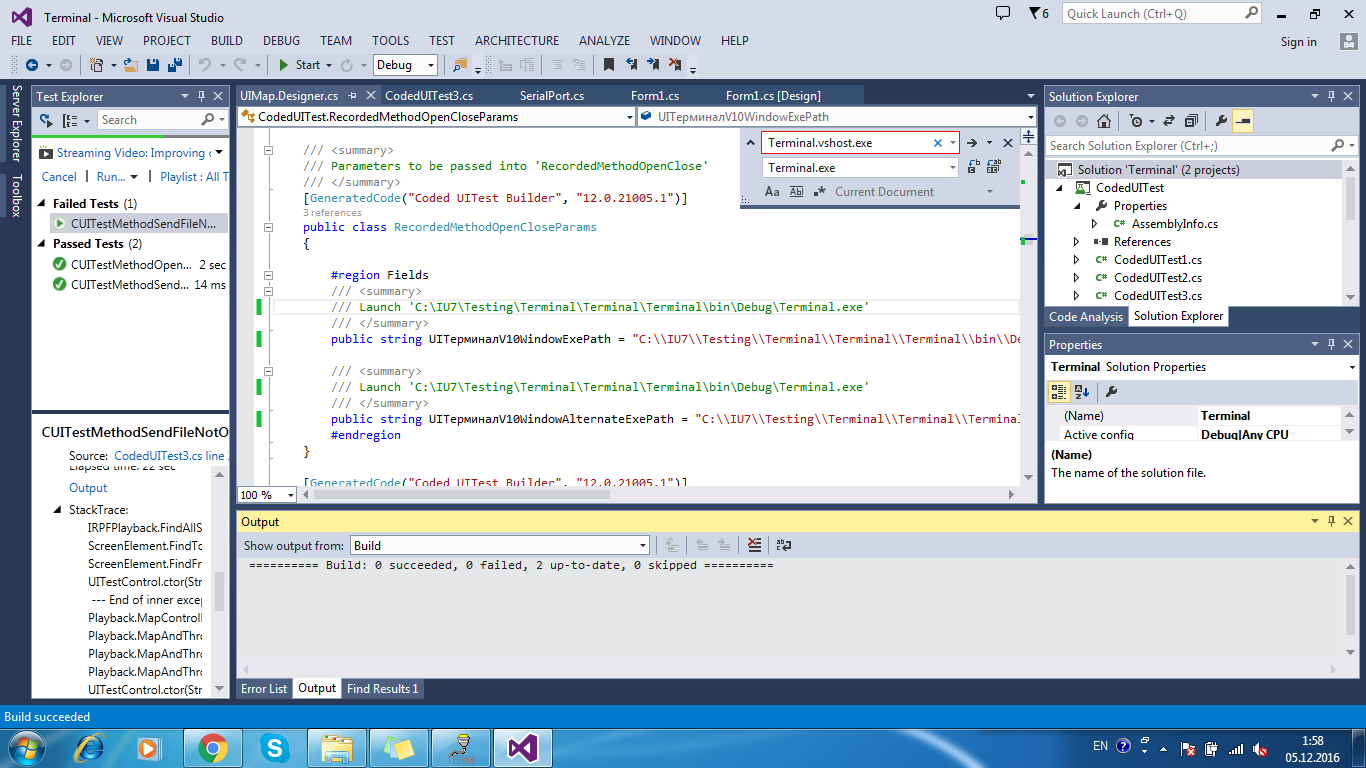 Terminal - Microsoft Visual Studio
6
Quick Launch (Ctrl+Q)
FILE EDIT VIEW PROJECT BUILD DEBUG TEAM TOOLS TEST ARCHITECTURE ANALYZE WINDOW HELP
Sign in
Start Debug
Server Explorer
Toolbox
Test Explorer
Search
Streaming Video: Improving
Cancel | Run... | Playlist : All T
Failed Tests (1)
CUITestMethodSendFileN...
Passed Tests (2)
CUITestMethodOpen... 2 sec
CUITestMethodSend... 14 ms
CUITestMethodSendFileNotO
Source: CodedUITest3.cs line
Elapsed time: 22 sec
Output
StackTrace:
IRPFPlayback.FindAllS
ScreenElement.FindTo
ScreenElement.FindFr
UITestControl.ctor(Str
--- End of inner excep
Playback.MapControl
Playback.MapAndThro
Playback.MapAndThro
Playback.MapAndThro
UITestControl.ctor(Str
UIMap.Designer.cs CodedUITest3.cs SerialPort.cs Form1.cs Form1.cs [Design]
CodedUITest.RecordedMethodOpenCloseParams
UIТерминалV10WindowExePath
Terminal.vshost.exe
Terminal.exe
Aa Ab Current Document
/// <summary>
/// Parameters to be passed into 'RecordedMethodOpenClose'
/// </summary>
[GeneratedCode("Coded UITest Builder", "12.0.21005.1")]
3 references
public class RecordedMethodOpenCloseParams
{
#region Fields
/// <summary>
/// Launch 'C:\IU7\Testing\Terminal\Terminal\Terminal\bin\Debug\Terminal.exe'
/// </summary>
public string UIТерминалV10WindowExePath = "C:\\IU7\\Testing\\Terminal\\Terminal\\Terminal\\bin\\De
/// <summary>
/// Launch 'C:\IU7\Testing\Terminal\Terminal\Terminal\bin\Debug\Terminal.exe'
/// </summary>
public string UIТерминалV10WindowAlternateExePath = "C:\\IU7\\Testing\\Terminal\\Terminal\\Terminal
#endregion
}
[GeneratedCode("Coded UITest Builder", "12.0.21005.1")]
100 %
Solution Explorer
Search Solution Explorer (Ctrl+;)
Solution 'Terminal' (2 projects)
CodedUITest
Properties
AssemblyInfo.cs
References
CodedUITest1.cs
CodedUITest2.cs
CodedUITest3.cs
Code Analysis Solution Explorer
Properties
Terminal Solution Properties
(Name) Terminal
Active config Debug|Any CPU
(Name)
The name of the solution file.
Output
Show output from: Build
========== Build: 0 succeeded, 0 failed, 2 up-to-date, 0 skipped ==========
Error List Output Find Results 1
Build succeeded
TERM
EN
1:58
05.12.2016